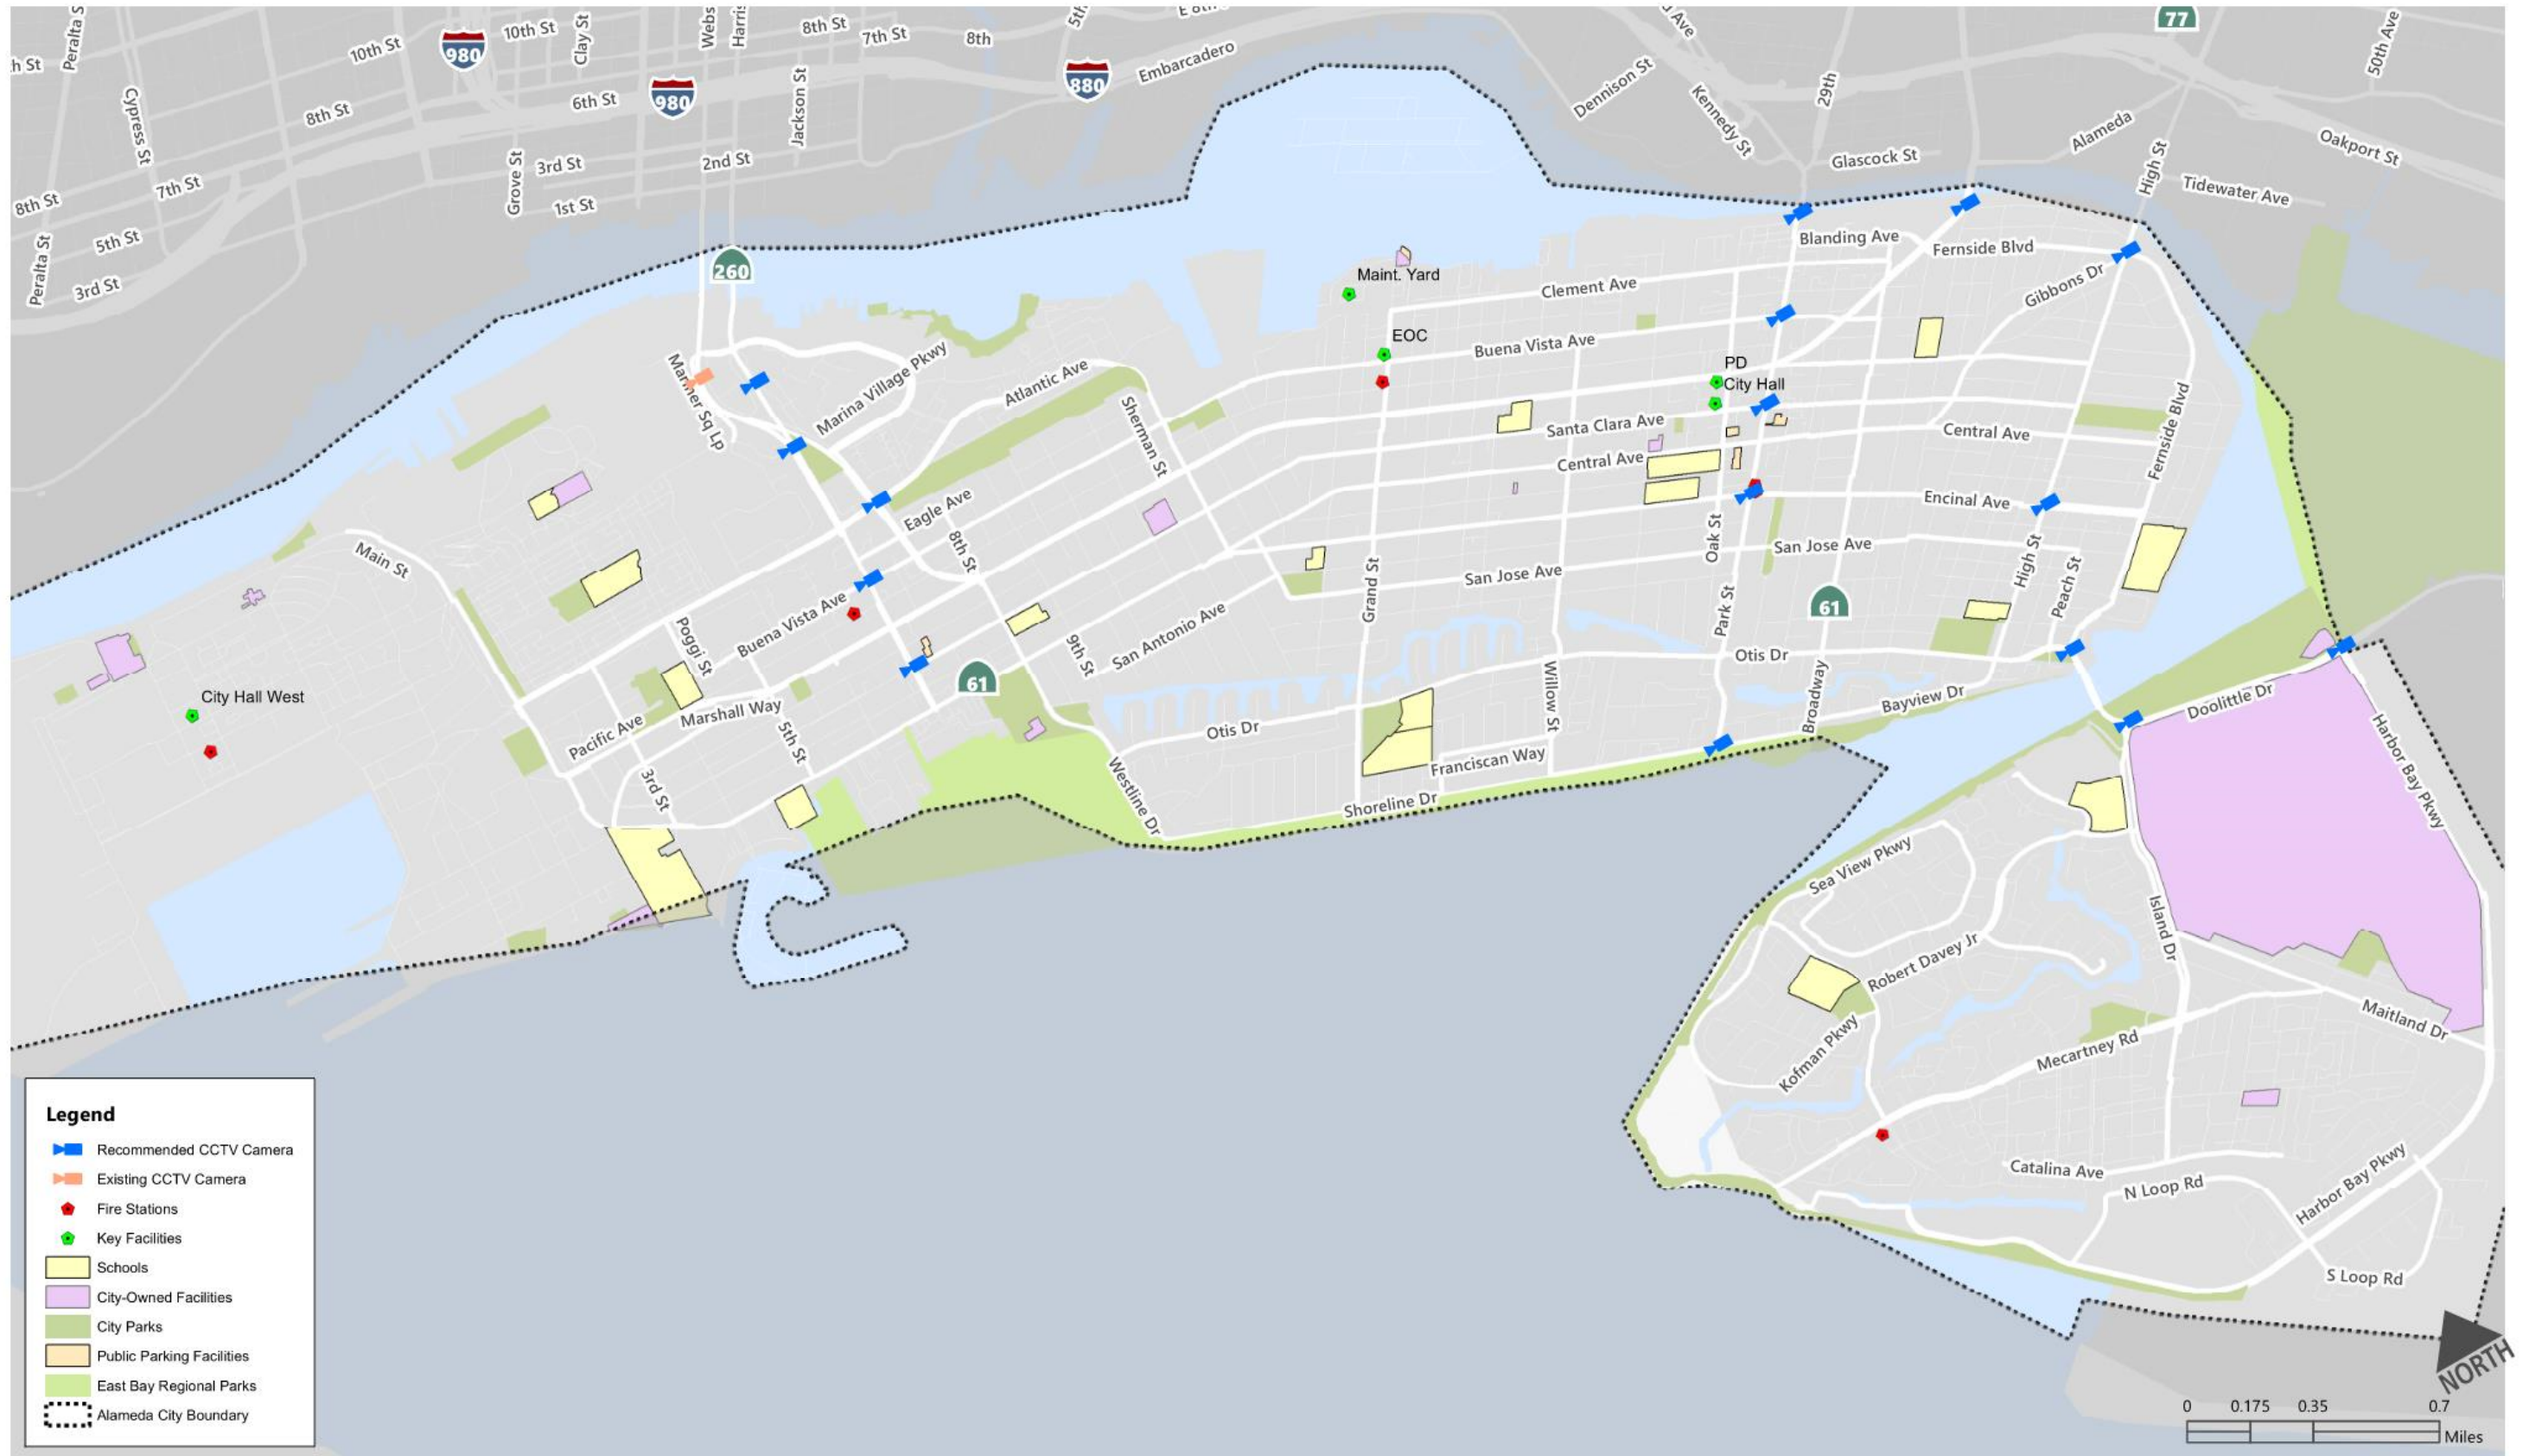 Peralta S
10th St
980
10th St
Clay St
Webs
Harris
8th St
7th St
8th
5th
77
50th Ave
h St
Cypress St
8th St
6th St
980
Jackson St
880
Embarcadero
Dennison St
Kennedy St
29th
Alameda
Oakport St
8th St
7th St
Grove St
3rd St
2nd St
1st St
Glascock St
High St
Tidewater Ave
Peralta St
5th St
3rd St
260
Blanding Ave
Fernside Blvd
Gibbons Dr
Maint. Yard
Clement Ave
EOC
Buena Vista Ave
PD
City Hall
Mariner Sq Lp
Marina Village Pkwy
Atlantic Ave
Sherman St
Santa Clara Ave
Central Ave
Central Ave
Fernside Blvd
Eagle Ave
8th St
Encinal Ave
Oak St
San Jose Ave
San Jose Ave
High St
Peach St
Main St
Grand St
Park St
61
Poggi St
Buena Vista Ave
9th St
San Antonio Ave
61
Otis Dr
Willow St
Broadway
Bayview Dr
Doolittle Dr
Harbor Bay Pkwy
City Hall West
Pacific Ave
Marshall Way
5th St
3rd St
Otis Dr
Westline Dr
Franciscan Way
Shoreline Dr
Sea View Pkwy
Island Dr
Robert Davey Jr
Kofman Pkwy
Mecartney Rd
Maitland Dr
Catalina Ave
N Loop Rd
Harbor Bay Pkwy
S Loop Rd
Legend
Recommended CCTV Camera
Existing CCTV Camera
Fire Stations
Key Facilities
Schools
City-Owned Facilities
City Parks
Public Parking Facilities
East Bay Regional Parks
Alameda City Boundary
NORTH
0 0.175 0.35 0.7
Miles